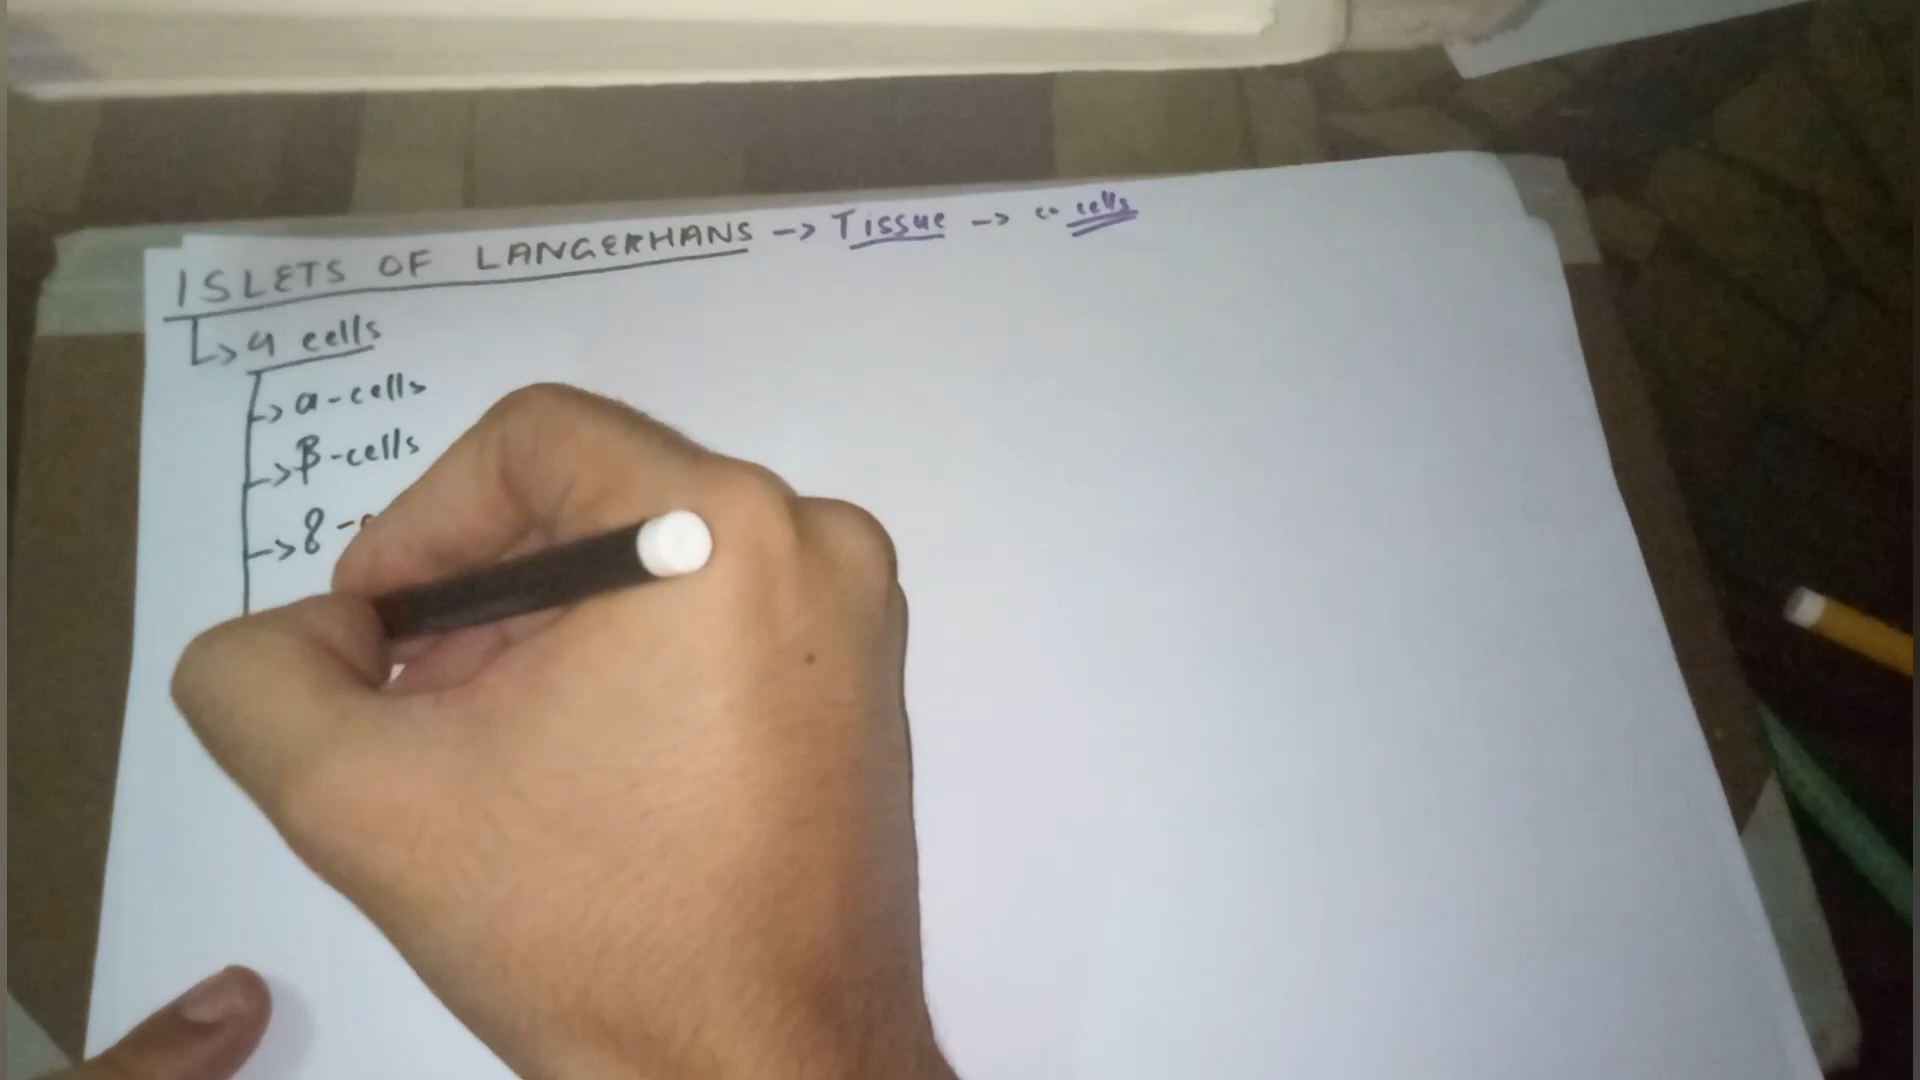 ISLETS OF LANGERHANS -> Tissue -> cells
4 cells
-> α-cells
-> β-cells
-> δ-